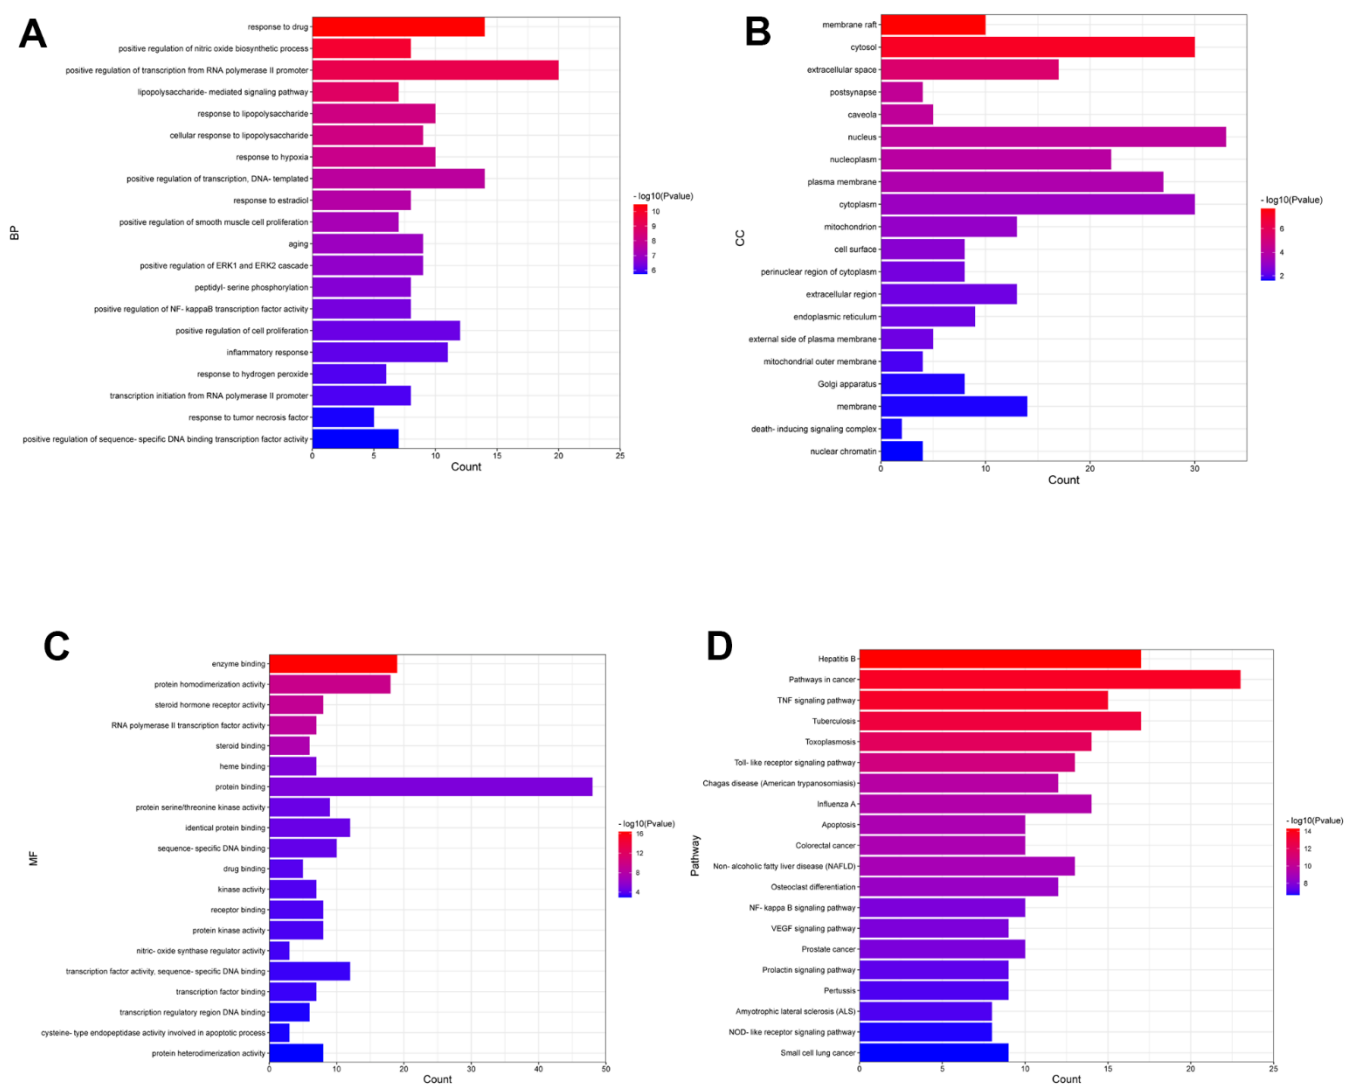 A
response to drug
positive regulation of nitric oxide biosynthetic process
positive regulation of transcription from RNA polymerase II promoter
lipopolysaccharide- mediated signaling pathway
response to lipopolysaccharide
cellular response to lipopolysaccharide
response to hypoxia
positive regulation of transcription, DNA- templated
response to estradiol
positive regulation of smooth muscle cell proliferation
aging
positive regulation of ERK1 and ERK2 cascade
peptidyl- serine phosphorylation
positive regulation of NF- kappaB transcription factor activity
positive regulation of cell proliferation
inflammatory response
response to hydrogen peroxide
transcription initiation from RNA polymerase II promoter
response to tumor necrosis factor
positive regulation of sequence- specific DNA binding transcription factor activity
BP
0 5 10 15 20 25
Count
- log10(Pvalue)
10
9
8
7
6
B
membrane raft
cytosol
extracellular space
postsynapse
caveola
nucleus
nucleoplasm
plasma membrane
cytoplasm
mitochondrion
cell surface
perinuclear region of cytoplasm
extracellular region
endoplasmic reticulum
external side of plasma membrane
mitochondrial outer membrane
Golgi apparatus
membrane
death- inducing signaling complex
nuclear chromatin
CC
0 10 20 30
Count
- log10(Pvalue)
6
4
2
C
enzyme binding
protein homodimerization activity
steroid hormone receptor activity
RNA polymerase II transcription factor activity
steroid binding
heme binding
protein binding
protein serine/threonine kinase activity
identical protein binding
sequence- specific DNA binding
drug binding
kinase activity
receptor binding
protein kinase activity
nitric- oxide synthase regulator activity
transcription factor activity, sequence- specific DNA binding
transcription factor binding
transcription regulatory region DNA binding
cysteine- type endopeptidase activity involved in apoptotic process
protein heterodimerization activity
MF
0 10 20 30 40 50
Count
- log10(Pvalue)
16
12
8
4
D
Hepatitis B
Pathways in cancer
TNF signaling pathway
Tuberculosis
Toxoplasmosis
Toll- like receptor signaling pathway
Chagas disease (American trypanosomiasis)
Influenza A
Apoptosis
Colorectal cancer
Non- alcoholic fatty liver disease (NAFLD)
Osteoclast differentiation
NF- kappa B signaling pathway
VEGF signaling pathway
Prostate cancer
Prolactin signaling pathway
Pertussis
Amyotrophic lateral sclerosis (ALS)
NOD- like receptor signaling pathway
Small cell lung cancer
Pathway
0 5 10 15 20 25
Count
- log10(Pvalue)
14
12
10
8